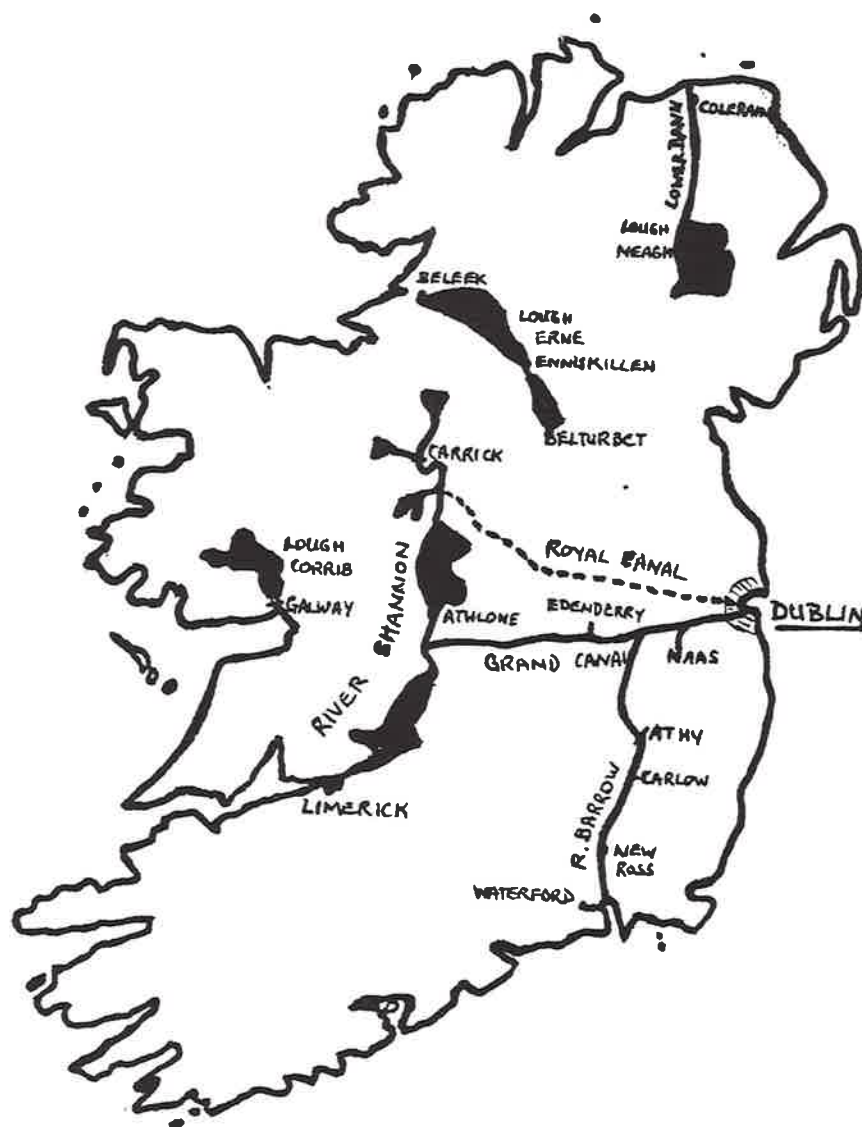 COLERAIN
LOWER BANN
LOUGH
NEAGH
BELEEK
LOUGH
ERNE
ENNISKILLEN
BELTURBET
CARRICK
LOUGH
CORRIB
GALWAY
RIVER SHANNON
ROYAL CANAL
ATHLONE
EDENDERRY
DUBLIN
GRAND CANAL
NAAS
ATHY
CARLOW
R. BARROW
LIMERICK
NEW
ROSS
WATERFORD